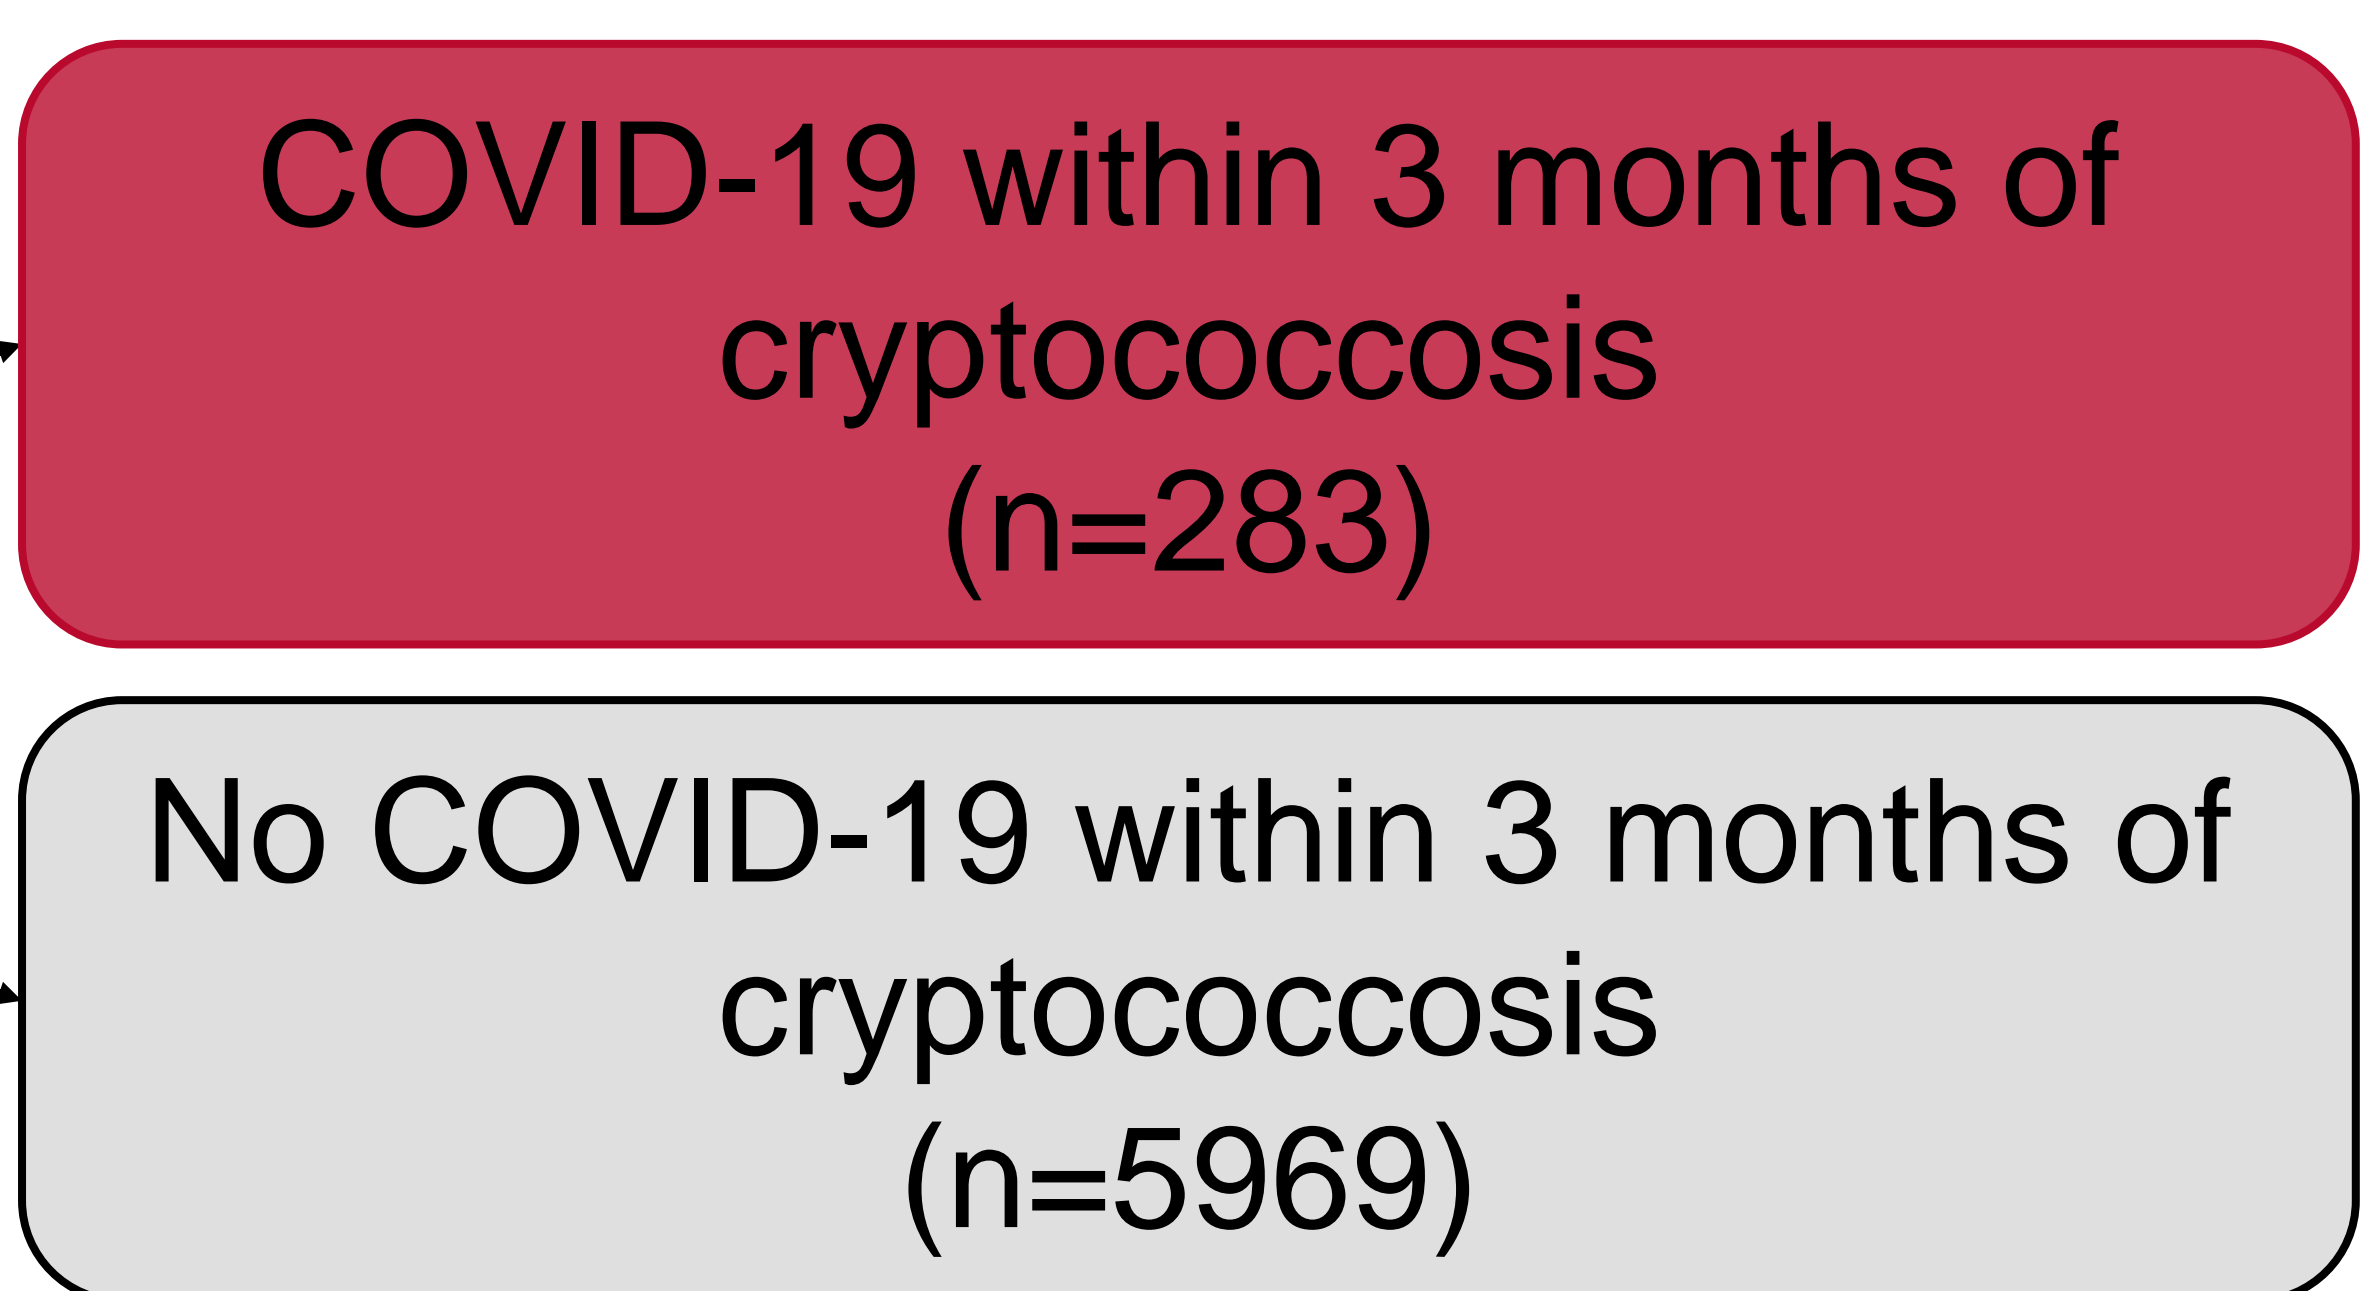 COVID-19 within 3 months of
cryptococcosis
(n=283)
No COVID-19 within 3 months of
cryptococcosis
(n=5969)